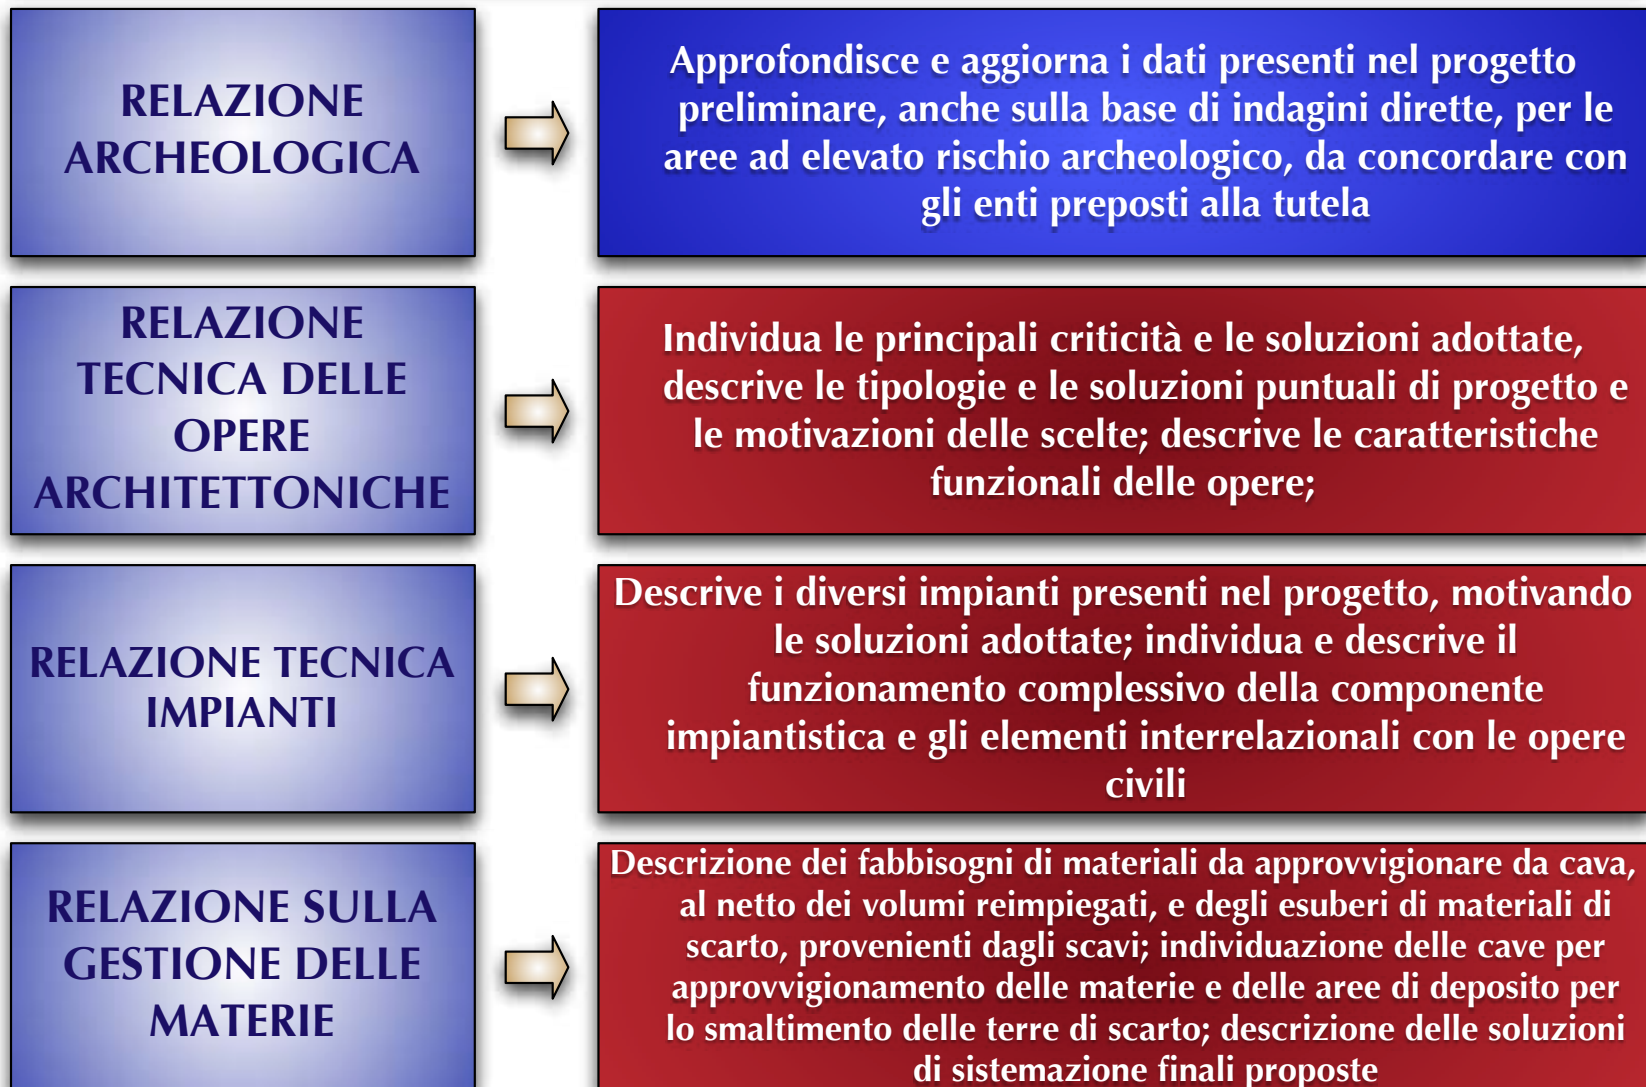 RELAZIONE
ARCHEOLOGICA
Approfondisce e aggiorna i dati presenti nel progetto
preliminare, anche sulla base di indagini dirette, per le
aree ad elevato rischio archeologico, da concordare con
gli enti preposti alla tutela
RELAZIONE
TECNICA DELLE
OPERE
ARCHITETTONICHE
Individua le principali criticità e le soluzioni adottate,
descrive le tipologie e le soluzioni puntuali di progetto e
le motivazioni delle scelte; descrive le caratteristiche
funzionali delle opere;
RELAZIONE TECNICA
IMPIANTI
Descrive i diversi impianti presenti nel progetto, motivando
le soluzioni adottate; individua e descrive il
funzionamento complessivo della componente
impiantistica e gli elementi interrelazionali con le opere
civili
RELAZIONE SULLA
GESTIONE DELLE
MATERIE
Descrizione dei fabbisogni di materiali da approvvigionare da cava,
al netto dei volumi reimpiegati, e degli esuberi di materiali di
scarto, provenienti dagli scavi; individuazione delle cave per
approvvigionamento delle materie e delle aree di deposito per
lo smaltimento delle terre di scarto; descrizione delle soluzioni
di sistemazione finali proposte